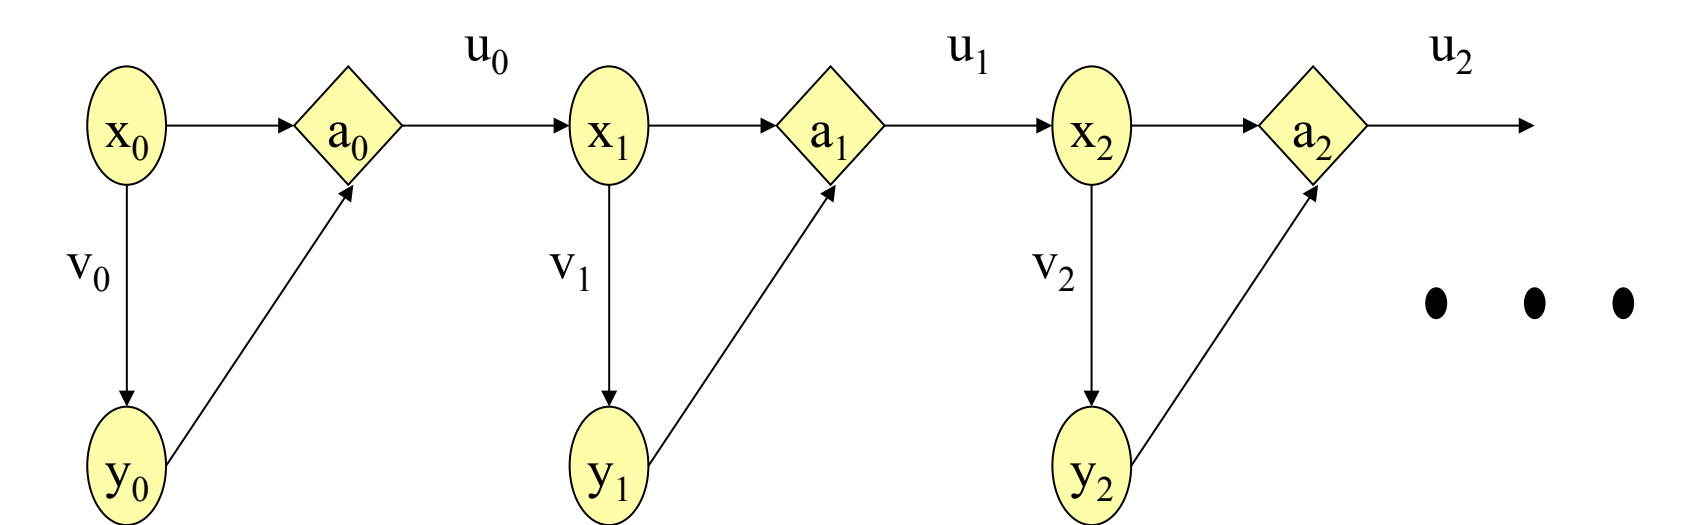 u₀ u₁ u₂
x₀ a₀ x₁ a₁ x₂ a₂
v₀ v₁ v₂
y₀ y₁ y₂